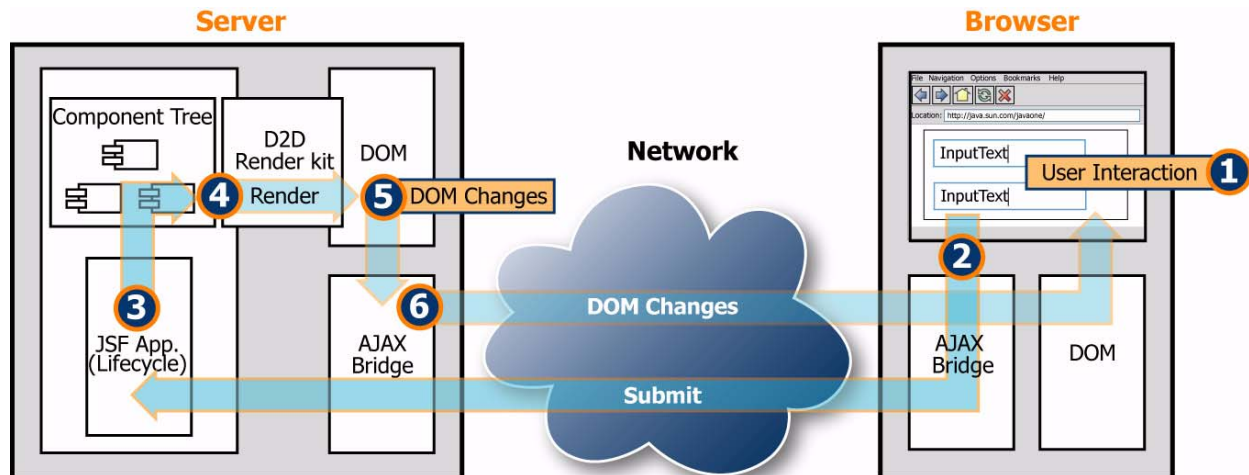 Server
Browser
Component Tree
D2D
Render kit
DOM
4
Render
5
DOM Changes
3
JSF App.
(Lifecycle)
6
AJAX
Bridge
Network
DOM Changes
Submit
File Navigation Options Bookmarks Help
Location: http://java.sun.com/javaone/
InputText
User Interaction
1
InputText
2
AJAX
Bridge
DOM